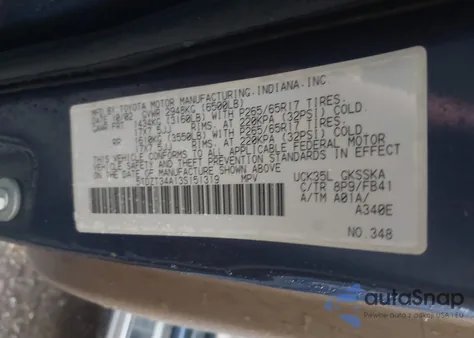 MFD BY TOYOTA MOTOR MANUFACTURING, INDIANA, INC.
DATE 10/02 GVWR 2948KG (6500LB)
GAWR FRT 1434KG (3160LB) WITH P265/65R17 TIRES,
17X7.5JJ RIMS, AT 220KPA (32PSI) COLD.
RR 1610KG (3550LB) WITH P265/65R17 TIRES,
17X7.5JJ RIMS, AT 220KPA (32PSI) COLD.
THIS VEHICLE CONFORMS TO ALL APPLICABLE FEDERAL MOTOR
VEHICLE SAFETY AND THEFT PREVENTION STANDARDS IN EFFECT ON
THE DATE OF MANUFACTURE SHOWN ABOVE.
MPV
UCK35L GKSSKA
C/TR 8P9/FB41
A/TM A01A/
A340E
NO.348
autoSnap